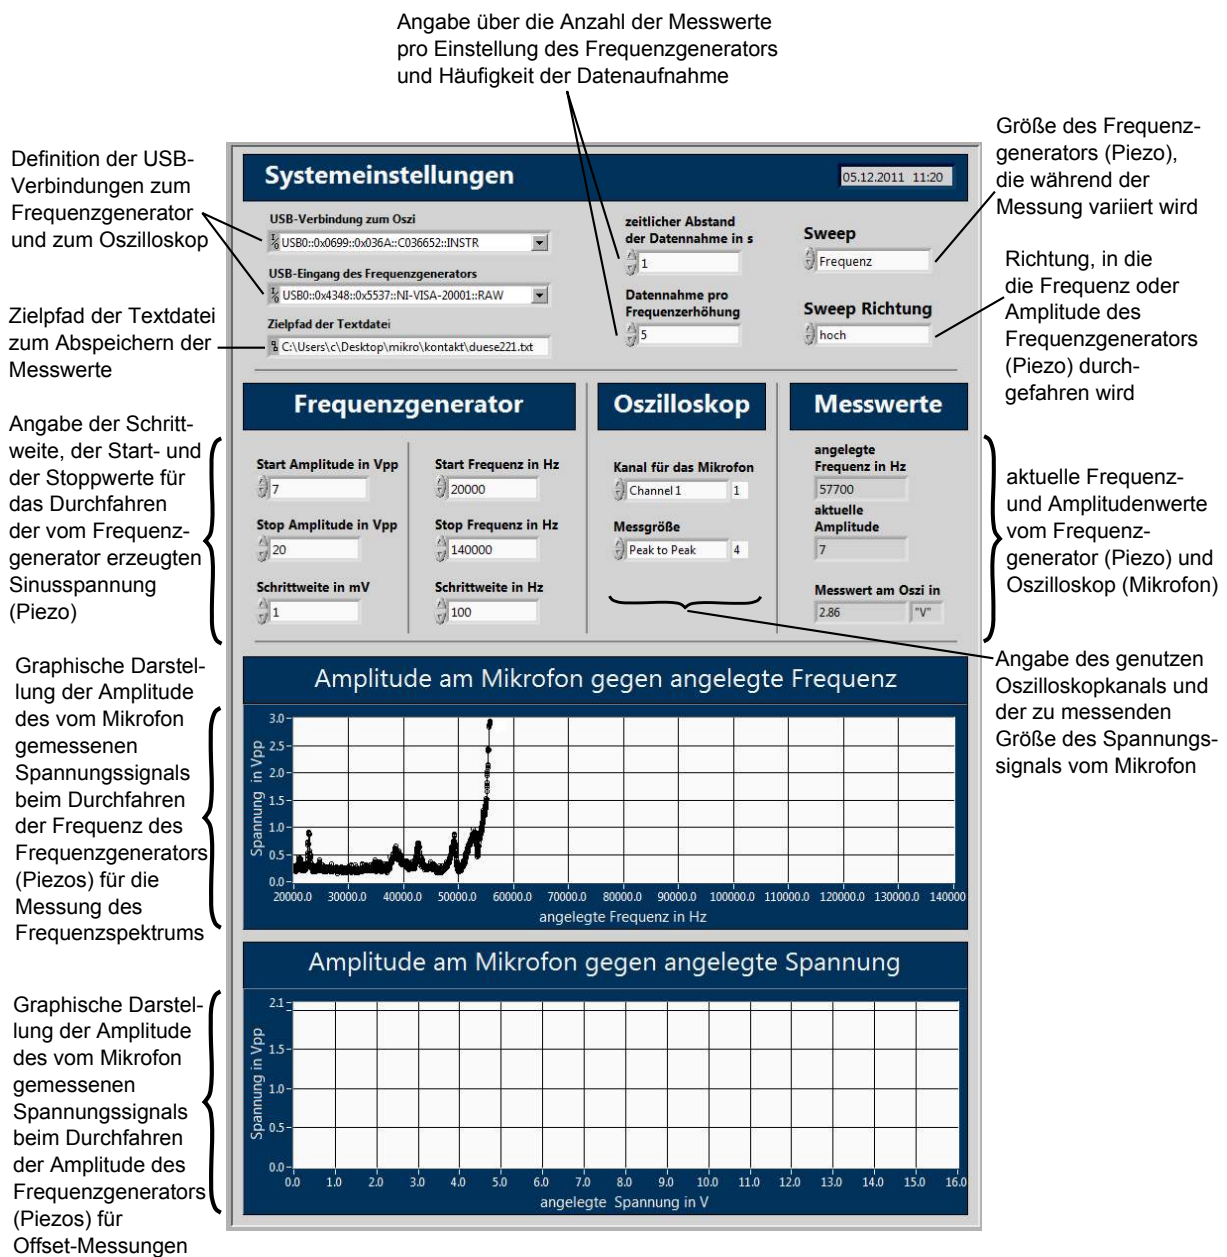 Angabe über die Anzahl der Messwerte
pro Einstellung des Frequenzgenerators
und Häufigkeit der Datenaufnahme
Definition der USB-
Verbindungen zum
Frequenzgenerator
und zum Oszilloskop
Zielpfad der Textdatei
zum Abspeichern der
Messwerte
Angabe der Schritt-
weite, der Start- und
der Stoppwerte für
das Durchfahren
der vom Frequenz-
generator erzeugten
Sinusspannung
(Piezo)
Graphische Darstel-
lung der Amplitude
des vom Mikrofon
gemessenen
Spannungssignals
beim Durchfahren
der Frequenz des
Frequenzgenerators
(Piezos) für die
Messung des
Frequenzspektrums
Graphische Darstel-
lung der Amplitude
des vom Mikrofon
gemessenen
Spannungssignals
beim Durchfahren
der Amplitude des
Frequenzgenerators
(Piezos) für
Offset-Messungen
Systemeinstellungen
05.12.2011 11:20
USB-Verbindung zum Oszi
USB0::0x0699::0x036A::C036652::INSTR
USB-Eingang des Frequenzgenerators
USB0::0x4348::0x5537::NI-VISA-20001::RAW
Zielpfad der Textdatei
C:\Users\c\Desktop\mikro\kontakt\duese221.txt
zeitlicher Abstand
der Datennahme in s
1
Datennahme pro
Frequenzerhöhung
5
Sweep
Frequenz
Sweep Richtung
hoch
Frequenzgenerator
Start Amplitude in Vpp
7
Stop Amplitude in Vpp
20
Schrittweite in mV
1
Start Frequenz in Hz
20000
Stop Frequenz in Hz
140000
Schrittweite in Hz
100
Oszilloskop
Kanal für das Mikrofon
Channel 1 1
Messgröße
Peak to Peak 4
Messwerte
angelegte
Frequenz in Hz
57700
aktuelle
Amplitude
7
Messwert am Oszi in
2.86 "V"
Amplitude am Mikrofon gegen angelegte Frequenz
Spannung in Vpp
3.0
2.5
2.0
1.5
1.0
0.5
0.0
20000.0 30000.0 40000.0 50000.0 60000.0 70000.0 80000.0 90000.0 100000.0 110000.0 120000.0 130000.0 140000
angelegte Frequenz in Hz
Amplitude am Mikrofon gegen angelegte Spannung
Spannung in Vpp
2.1
1.5
1.0
0.5
0.0
0.0 1.0 2.0 3.0 4.0 5.0 6.0 7.0 8.0 9.0 10.0 11.0 12.0 13.0 14.0 15.0 16.0
angelegte Spannung in V
Größe des Frequenz-
generators (Piezo),
die während der
Messung variiert wird
Richtung, in die
die Frequenz oder
Amplitude des
Frequenzgenerators
(Piezo) durch-
gefahren wird
aktuelle Frequenz-
und Amplitudenwerte
vom Frequenz-
generator (Piezo) und
Oszilloskop (Mikrofon)
Angabe des genutzen
Oszilloskopkanals und
der zu messenden
Größe des Spannungs-
signals vom Mikrofon